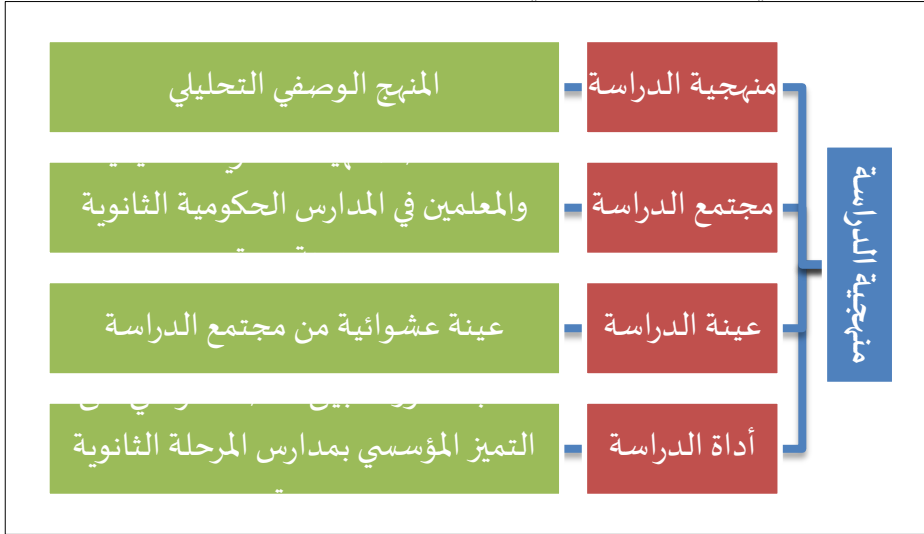 منهجية الدراسة
منهجية الدراسة
المنهج الوصفي التحليلي
مجتمع الدراسة
والمعلمين في المدارس الحكومية الثانوية
عينة الدراسة
عينة عشوائية من مجتمع الدراسة
أداة الدراسة
التميز المؤسسي بمدارس المرحلة الثانوية